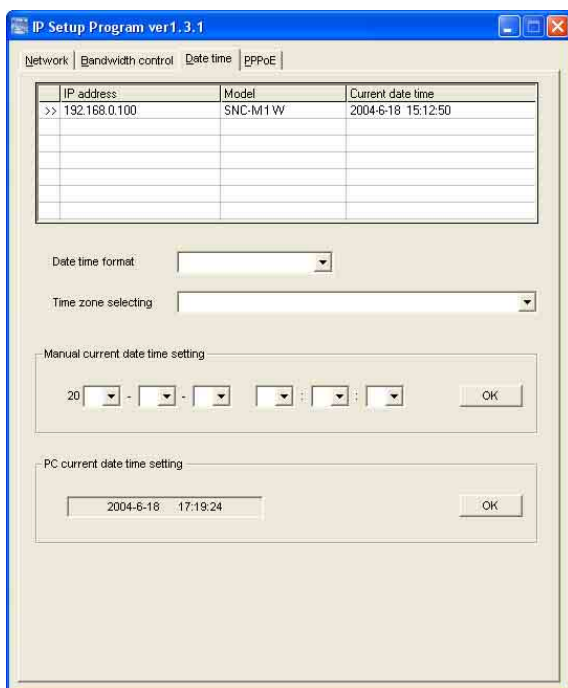 IP Setup Program ver1.3.1
Network Bandwidth control Date time PPPoE
IP address Model Current date time
>> 192.168.0.100 SNC-M1W 2004-6-18 15:12:50
Date time format
Time zone selecting
Manual current date time setting
20 - - : : OK
PC current date time setting
2004-6-18 17:19:24 OK